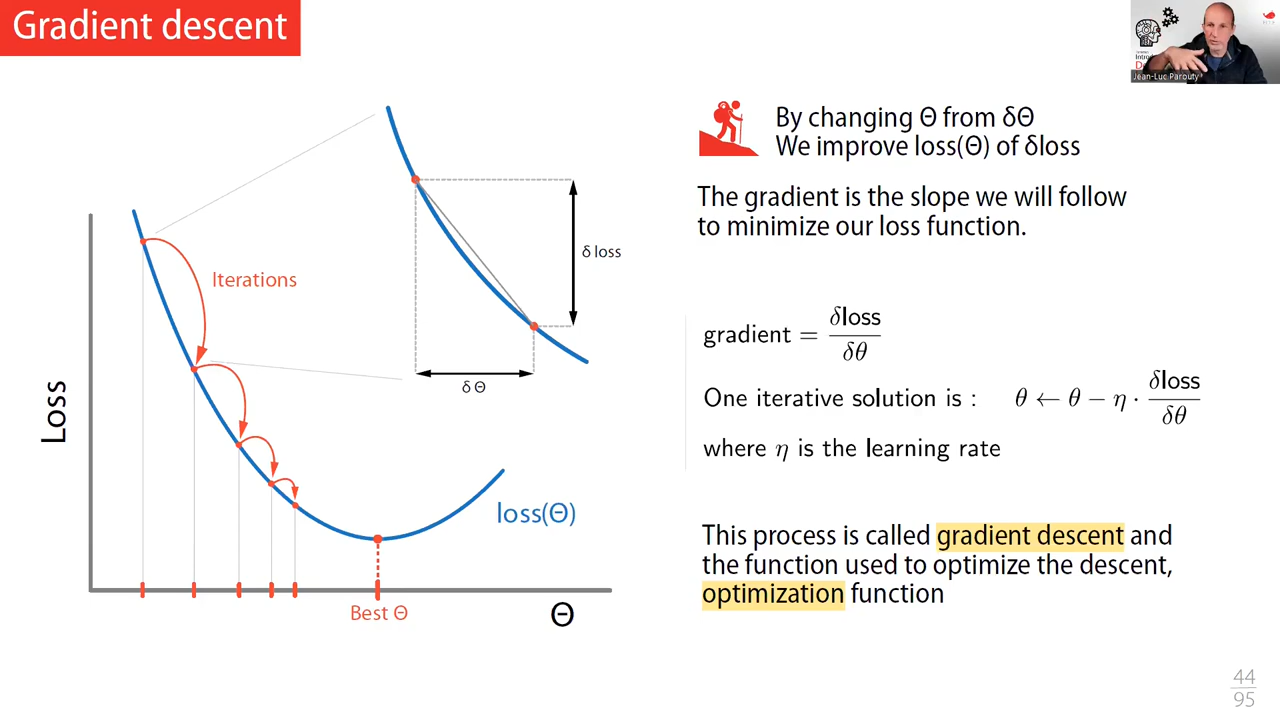 Gradient descent
Jean-Luc Parouty
By changing Θ from δΘ
We improve loss(Θ) of δloss
The gradient is the slope we will follow
to minimize our loss function.
δ loss
Iterations
δ Θ
gradient = δloss / δθ
One iterative solution is : θ ← θ − η · δloss / δθ
where η is the learning rate
Loss
loss(Θ)
This process is called gradient descent and
the function used to optimize the descent,
optimization function
Best Θ
Θ
44
95